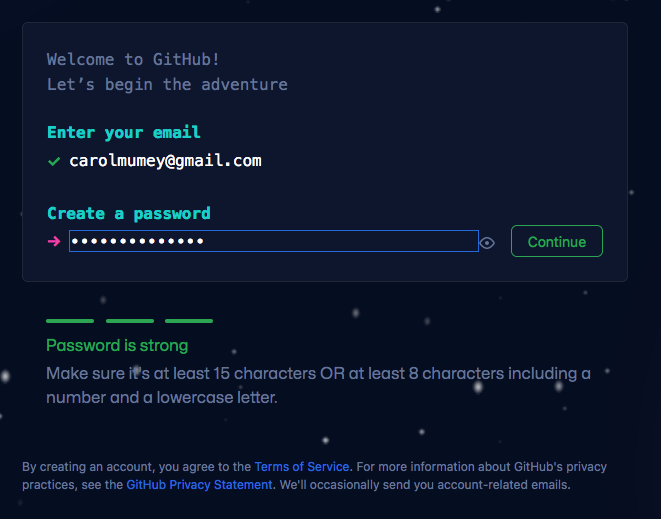 Welcome to GitHub!
Let’s begin the adventure
Enter your email
carolmumey@gmail.com
Create a password
••••••••••••••
Continue
Password is strong
Make sure it's at least 15 characters OR at least 8 characters including a
number and a lowercase letter.
By creating an account, you agree to the Terms of Service. For more information about GitHub's privacy
practices, see the GitHub Privacy Statement. We'll occasionally send you account-related emails.